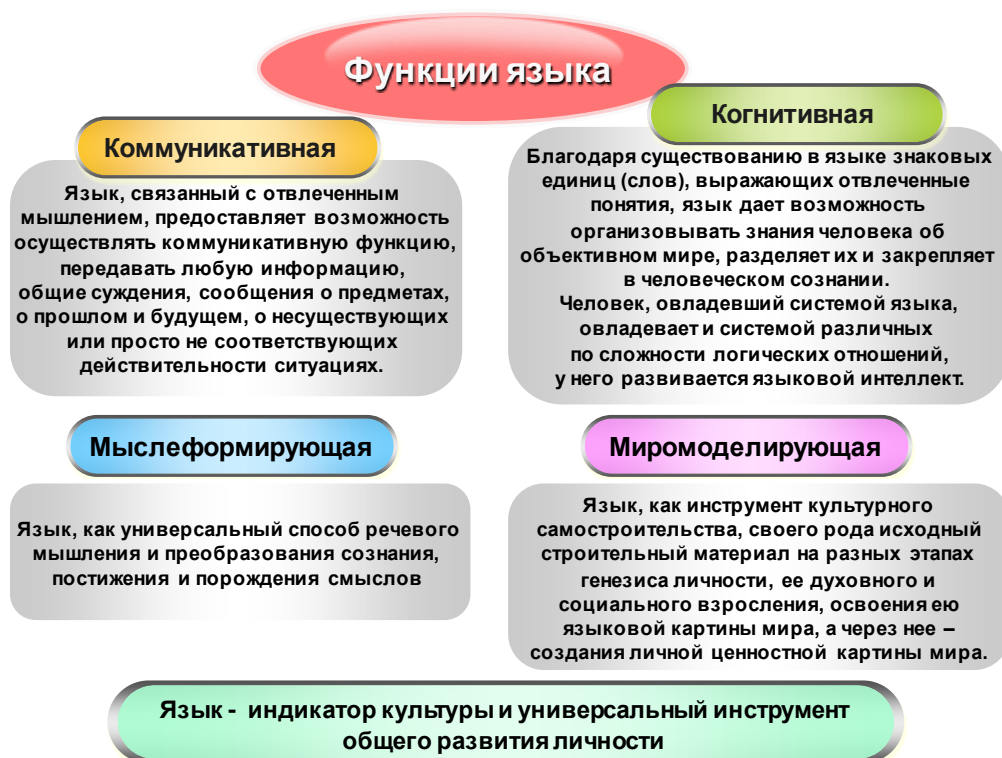 Функции языка
Коммуникативная
Язык, связанный с отвлеченным
мышлением, предоставляет возможность
осуществлять коммуникативную функцию,
передавать любую информацию,
общие суждения, сообщения о предметах,
о прошлом и будущем, о несуществующих
или просто не соответствующих
действительности ситуациях.
Когнитивная
Благодаря существованию в языке знаковых
единиц (слов), выражающих отвлеченные
понятия, язык дает возможность
организовывать знания человека об
объективном мире, разделяет их и закрепляет
в человеческом сознании.
Человек, овладевший системой языка,
овладевает и системой различных
по сложности логических отношений,
у него развивается языковой интеллект.
Мыслеформирующая
Язык, как универсальный способ речевого
мышления и преобразования сознания,
постижения и порождения смыслов
Миромоделирующая
Язык, как инструмент культурного
самостроительства, своего рода исходный
строительный материал на разных этапах
генезиса личности, ее духовного и
социального взросления, освоения ею
языковой картины мира, а через нее –
создания личной ценностной картины мира.
Язык - индикатор культуры и универсальный инструмент
общего развития личности